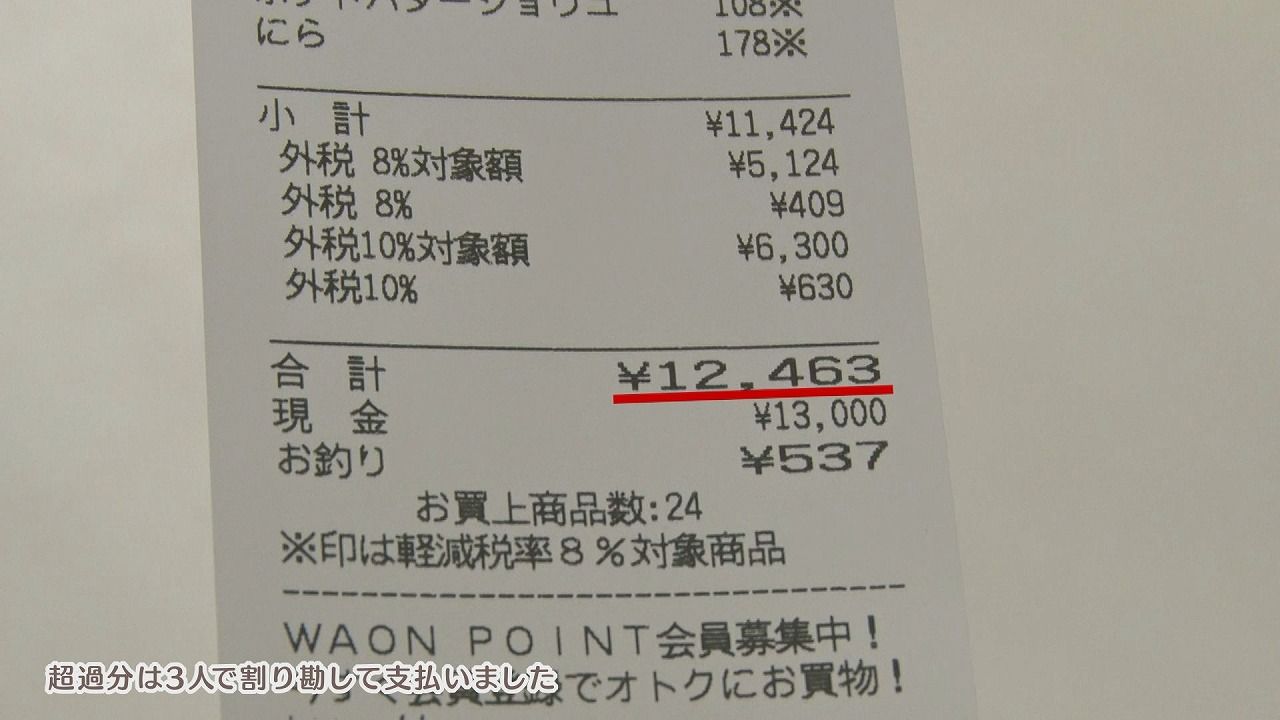 108※
にら 178※
小 計 ¥11,424
外税 8%対象額 ¥5,124
外税 8% ¥409
外税10%対象額 ¥6,300
外税10% ¥630
合 計 ¥12,463
現 金 ¥13,000
お釣り ¥537
お買上商品数:24
※印は軽減税率8%対象商品
WAON POINT会員募集中!
でオトクにお買物!
超過分は3人で割り勘して支払いました